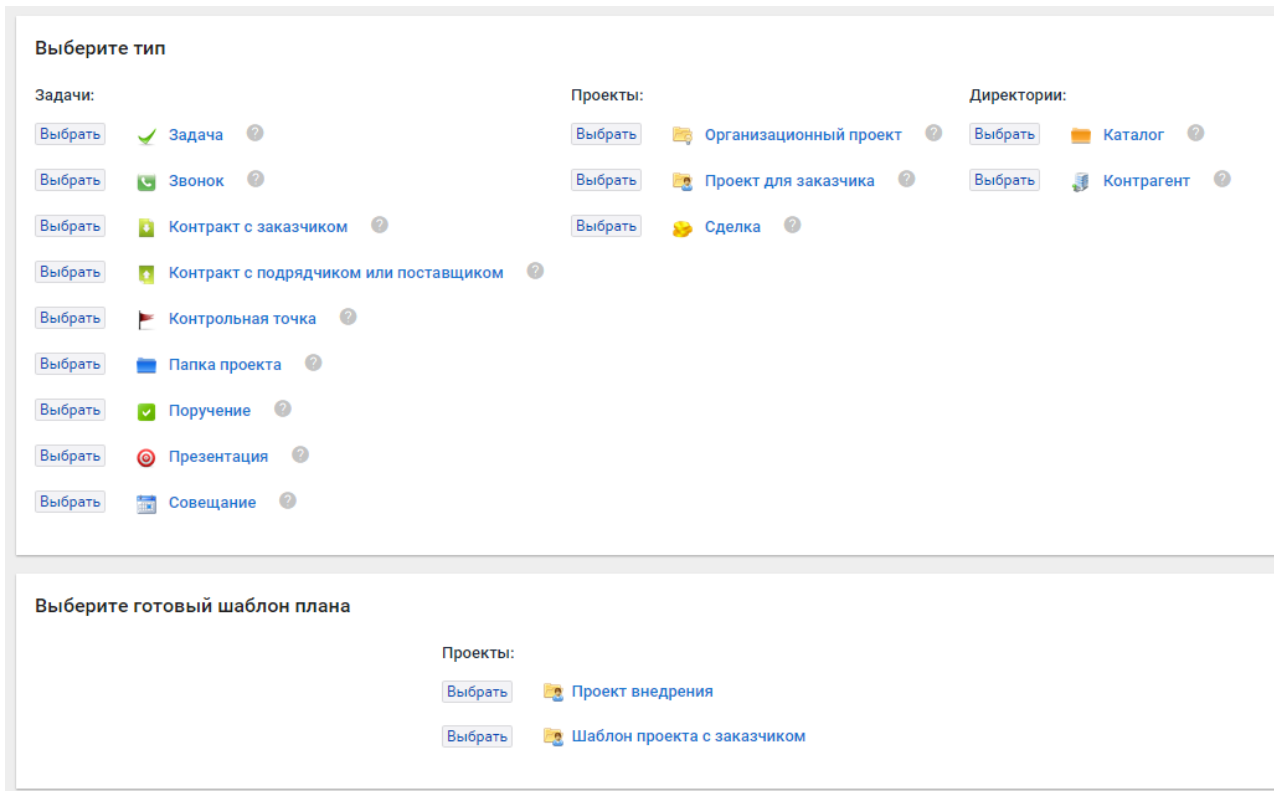 Выберите тип
Задачи:
Выбрать Задача ?
Выбрать Звонок ?
Выбрать Контракт с заказчиком ?
Выбрать Контракт с подрядчиком или поставщиком ?
Выбрать Контрольная точка ?
Выбрать Папка проекта ?
Выбрать Поручение ?
Выбрать Презентация ?
Выбрать Совещание ?
Проекты:
Выбрать Организационный проект ?
Выбрать Проект для заказчика ?
Выбрать Сделка ?
Директории:
Выбрать Каталог ?
Выбрать Контрагент ?
Выберите готовый шаблон плана
Проекты:
Выбрать Проект внедрения
Выбрать Шаблон проекта с заказчиком